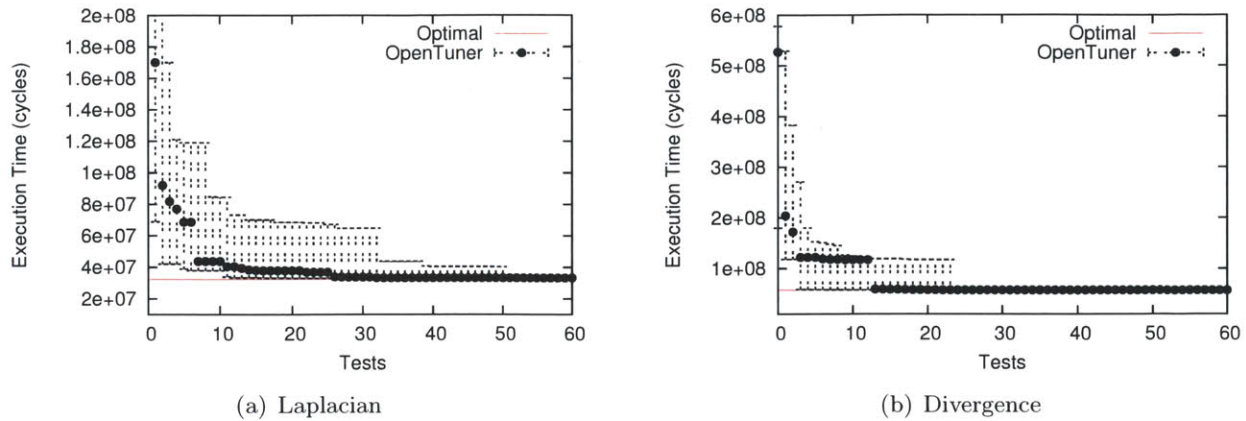 2e+08
1.8e+08
1.6e+08
1.4e+08
1.2e+08
1e+08
8e+07
6e+07
4e+07
2e+07
Execution Time (cycles)
Optimal
OpenTuner
0 10 20 30 40 50 60
Tests
(a) Laplacian
6e+08
5e+08
4e+08
3e+08
2e+08
1e+08
Execution Time (cycles)
Optimal
OpenTuner
0 10 20 30 40 50 60
Tests
(b) Divergence